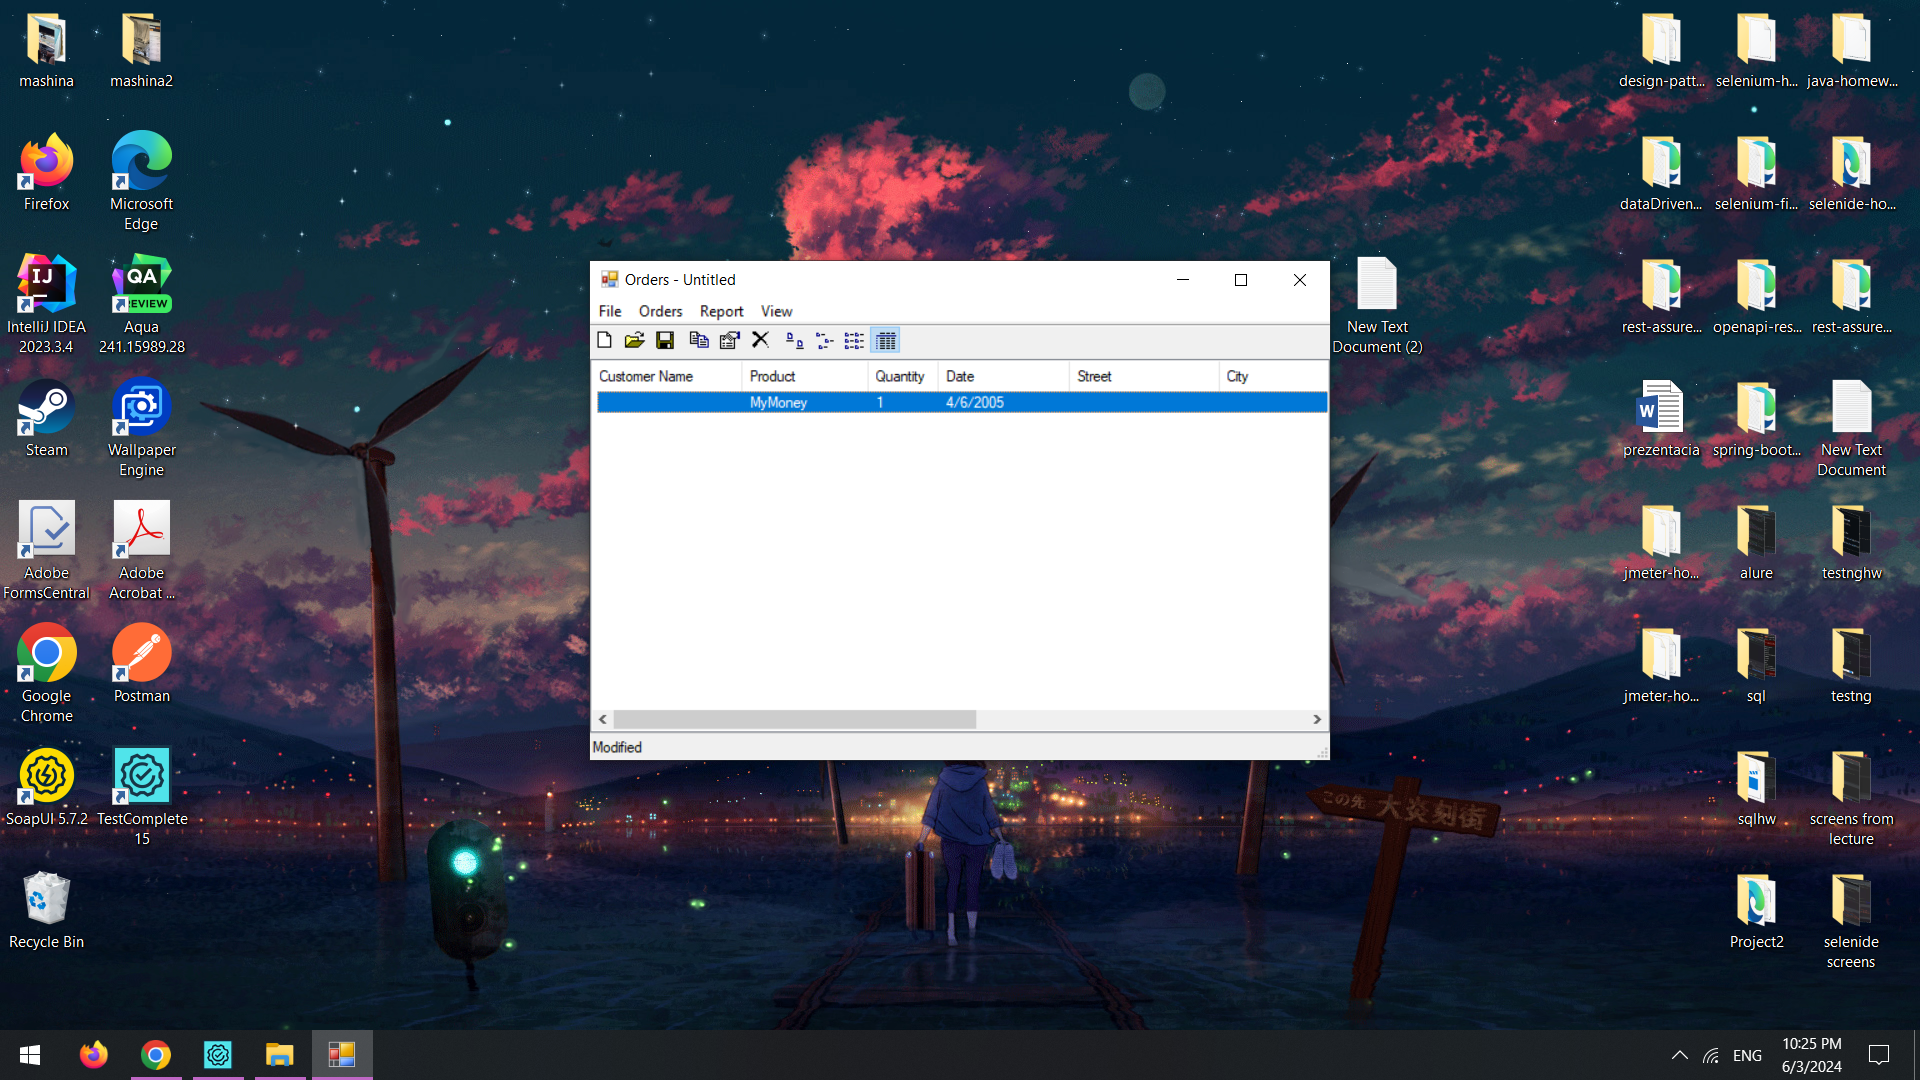 mashina
mashina2
Firefox
Microsoft
Edge
IntelliJ IDEA
2023.3.4
Aqua
241.15989.28
Steam
Wallpaper
Engine
Adobe
FormsCentral
Adobe
Acrobat ...
Google
Chrome
Postman
SoapUI 5.7.2
TestComplete
15
Recycle Bin
Orders - Untitled
File Orders Report View
Customer Name Product Quantity Date Street City
MyMoney 1 4/6/2005
Modified
New Text
Document (2)
design-patt...
selenium-h...
java-homew...
dataDriven...
selenium-fi...
selenide-ho...
rest-assure...
openapi-res...
rest-assure...
prezentacia
spring-boot...
New Text
Document
jmeter-ho...
alure
testnghw
jmeter-ho...
sql
testng
sqlhw
screens from
lecture
Project2
selenide
screens
IJ
QA
REVIEW
W
この先 大炎刻街
ENG
10:25 PM
6/3/2024